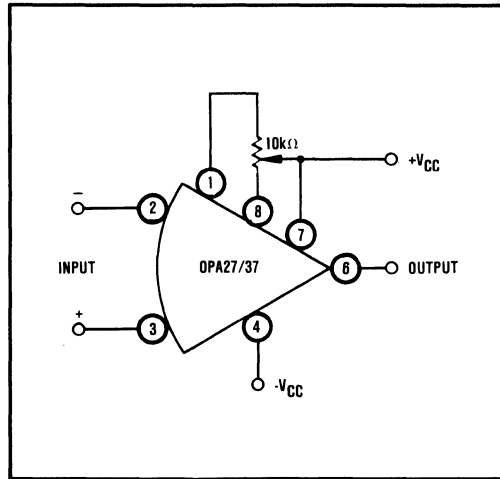 10kΩ
+VCC
1
8
7
−
2
INPUT
OPA27/37
6
OUTPUT
+
3
4
-VCC